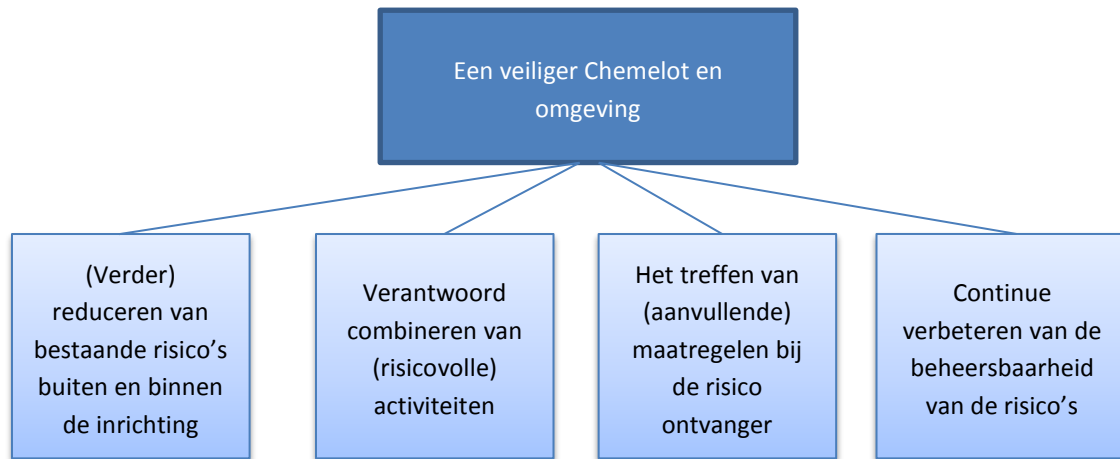 Een veiliger Chemelot en
omgeving
(Verder)
reduceren van
bestaande risico’s
buiten en binnen
de inrichting
Verantwoord
combineren van
(risicovolle)
activiteiten
Het treffen van
(aanvullende)
maatregelen bij
de risico
ontvanger
Continue
verbeteren van de
beheersbaarheid
van de risico’s